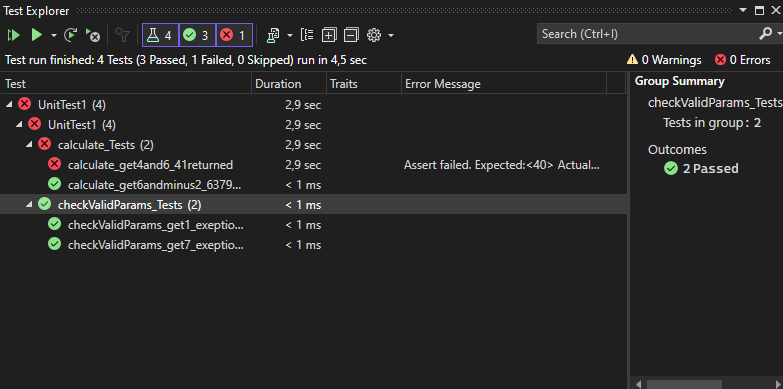 Test Explorer
4 3 1
Search (Ctrl+I)
Test run finished: 4 Tests (3 Passed, 1 Failed, 0 Skipped) run in 4,5 sec
0 Warnings 0 Errors
Test Duration Traits Error Message
UnitTest1 (4) 2,9 sec
UnitTest1 (4) 2,9 sec
calculate_Tests (2) 2,9 sec
calculate_get4and6_41returned 2,9 sec Assert failed. Expected:<40> Actual...
calculate_get6andminus2_6379... < 1 ms
checkValidParams_Tests (2) < 1 ms
checkValidParams_get1_exeptio... < 1 ms
checkValidParams_get7_exeptio... < 1 ms
Group Summary
checkValidParams_Tests
Tests in group: 2
Outcomes
2 Passed